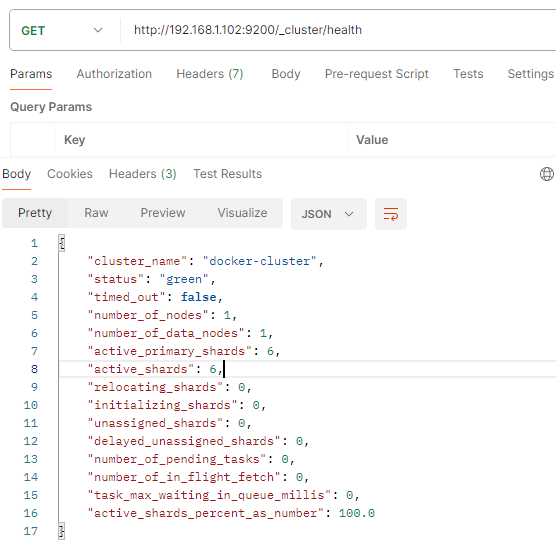 GET http://192.168.1.102:9200/_cluster/health
Params Authorization Headers (7) Body Pre-request Script Tests Settings
Query Params
Key Value
Body Cookies Headers (3) Test Results
Pretty Raw Preview Visualize JSON
1 {
2 "cluster_name": "docker-cluster",
3 "status": "green",
4 "timed_out": false,
5 "number_of_nodes": 1,
6 "number_of_data_nodes": 1,
7 "active_primary_shards": 6,
8 "active_shards": 6,
9 "relocating_shards": 0,
10 "initializing_shards": 0,
11 "unassigned_shards": 0,
12 "delayed_unassigned_shards": 0,
13 "number_of_pending_tasks": 0,
14 "number_of_in_flight_fetch": 0,
15 "task_max_waiting_in_queue_millis": 0,
16 "active_shards_percent_as_number": 100.0
17 }